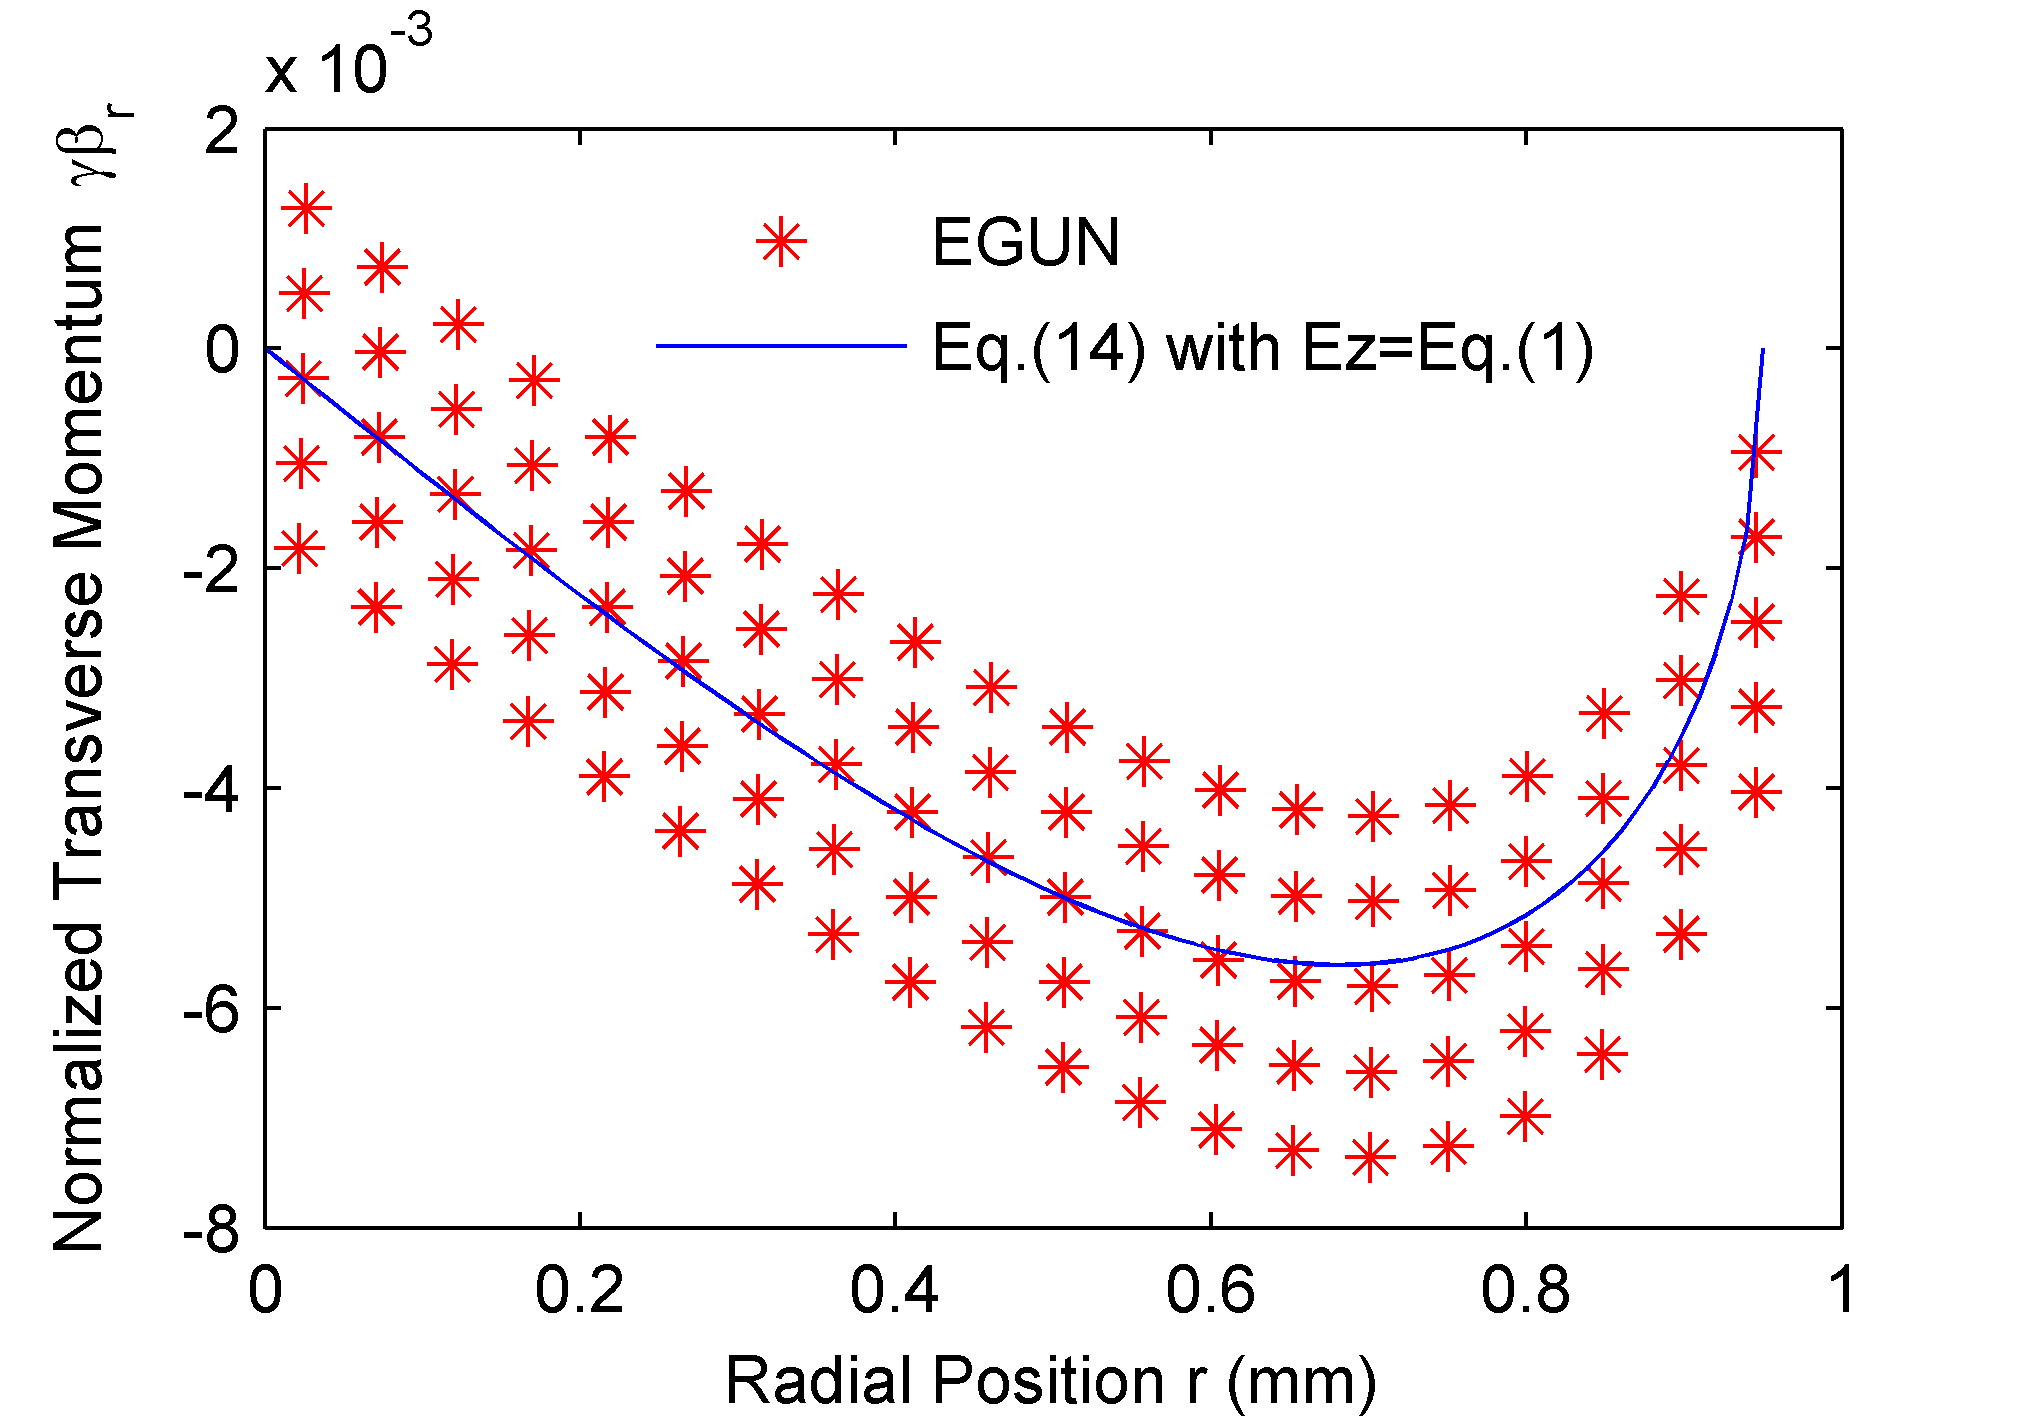 x 10-3
Normalized Transverse Momentum γβr
2
0
-2
-4
-6
-8
EGUN
Eq.(14) with Ez=Eq.(1)
0 0.2 0.4 0.6 0.8 1
Radial Position r (mm)